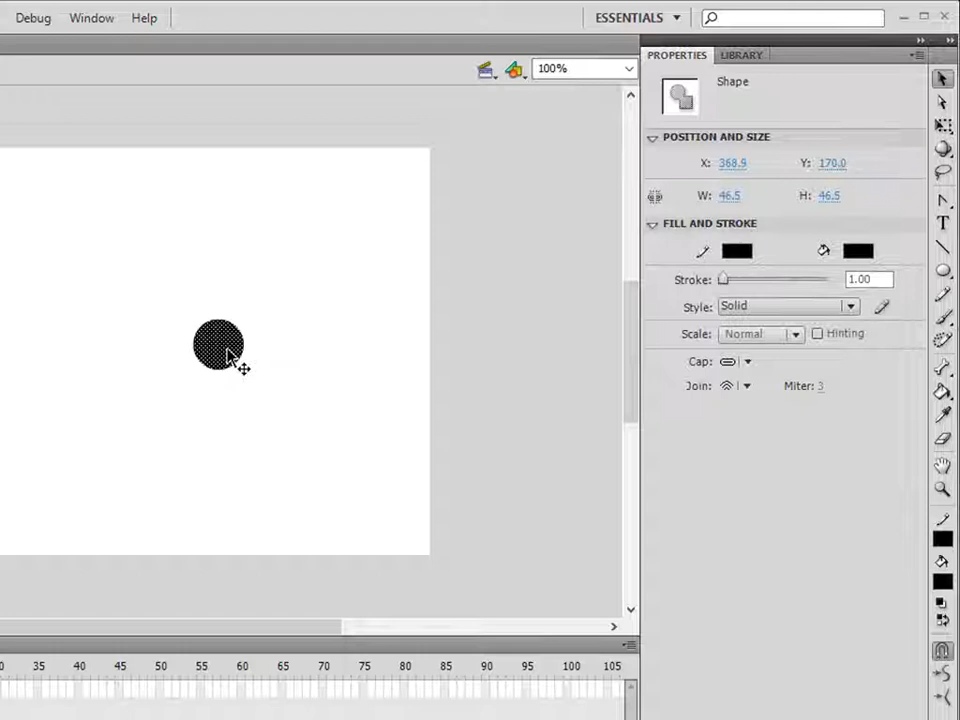 Debug Window Help ESSENTIALS
100%
PROPERTIES LIBRARY
Shape
POSITION AND SIZE
X: 368.9 Y: 170.0
W: 46.5 H: 46.5
FILL AND STROKE
Stroke: 1.00
Style: Solid
Scale: Normal Hinting
Cap:
Join: Miter: 3
T
35 40 45 50 55 60 65 70 75 80 85 90 95 100 105